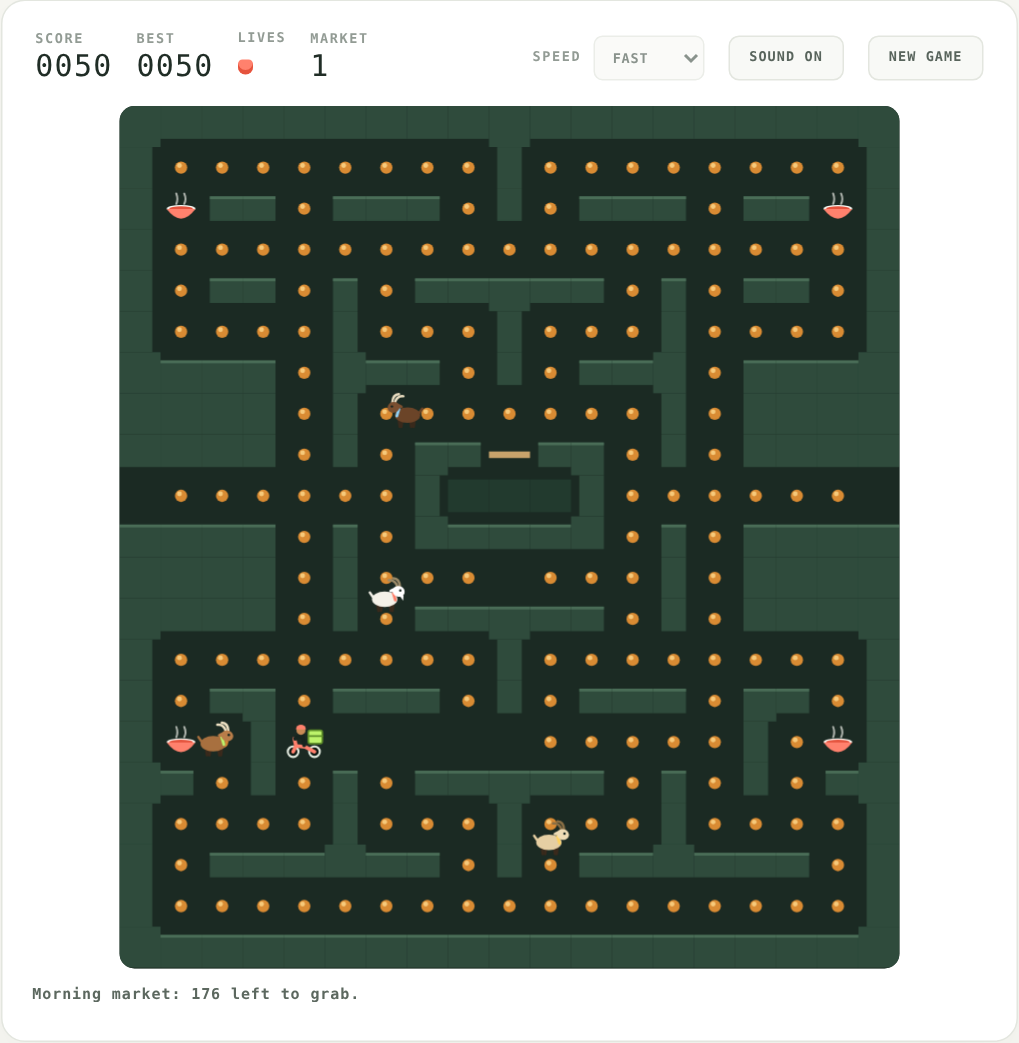 SCORE BEST LIVES MARKET
0050 0050 1
SPEED FAST SOUND ON NEW GAME
Morning market: 176 left to grab.